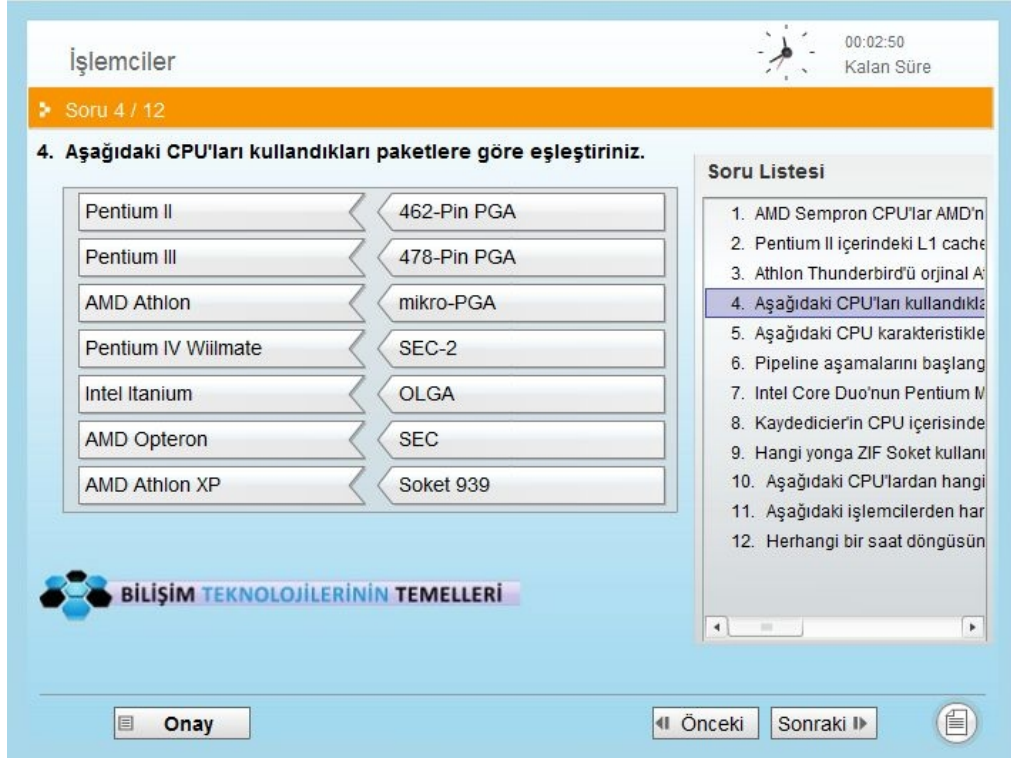 İşlemciler
00:02:50
Kalan Süre
Soru 4 / 12
4. Aşağıdaki CPU'ları kullandıkları paketlere göre eşleştiriniz.
Pentium II
462-Pin PGA
Pentium III
478-Pin PGA
AMD Athlon
mikro-PGA
Pentium IV Wiilmate
SEC-2
Intel Itanium
OLGA
AMD Opteron
SEC
AMD Athlon XP
Soket 939
Soru Listesi
1. AMD Sempron CPU'lar AMD'n
2. Pentium II içerindeki L1 cache
3. Athlon Thunderbird'ü orjinal A
4. Aşağıdaki CPU'ları kullandıkla
5. Aşağıdaki CPU karakteristikle
6. Pipeline aşamalarını başlang
7. Intel Core Duo'nun Pentium M
8. Kaydedicier'in CPU içerisinde
9. Hangi yonga ZIF Soket kullanı
10. Aşağıdaki CPU'lardan hangi
11. Aşağıdaki işlemcilerden har
12. Herhangi bir saat döngüsün
BİLİŞİM TEKNOLOJİLERİNİN TEMELLERİ
Onay
Önceki
Sonraki